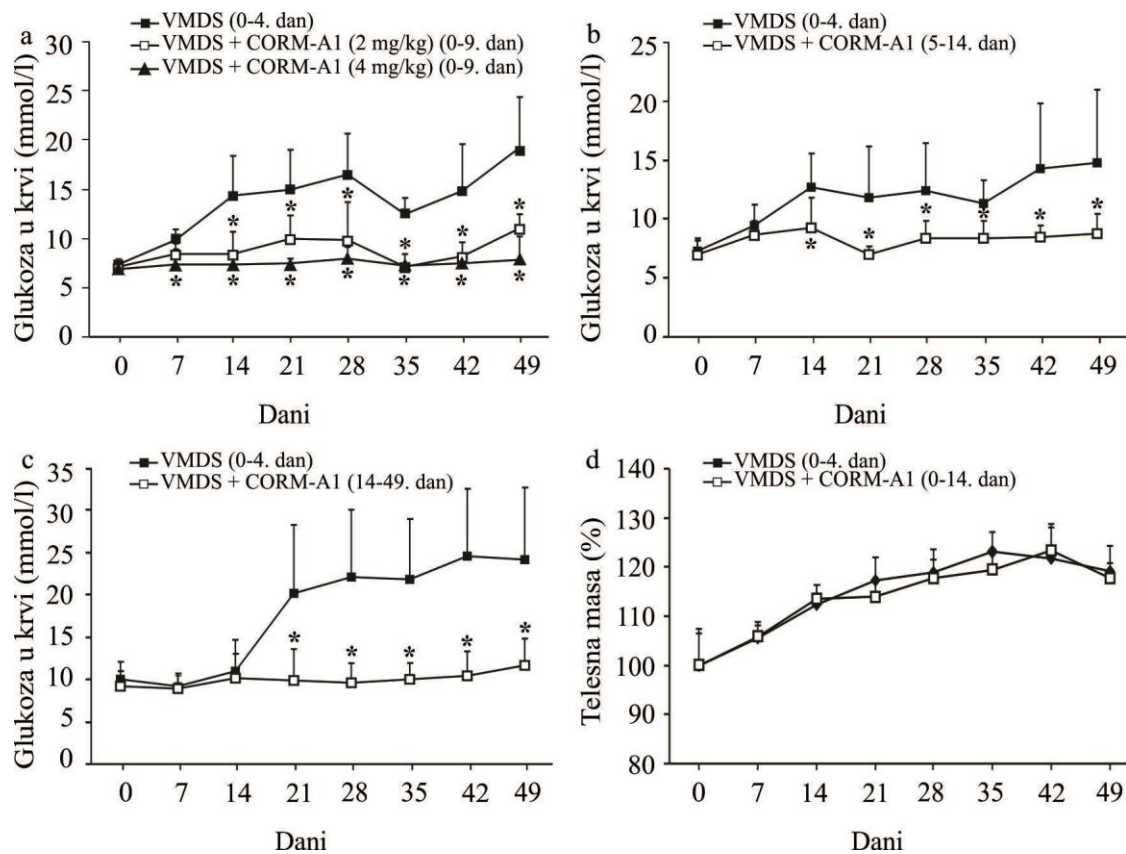 a
VMDS (0-4. dan)
VMDS + CORM-A1 (2 mg/kg) (0-9. dan)
VMDS + CORM-A1 (4 mg/kg) (0-9. dan)
Glukoza u krvi (mmol/l)
30
25
20
15
10
5
0
* * * * * *
* * * * * * *
0 7 14 21 28 35 42 49
Dani
b
VMDS (0-4. dan)
VMDS + CORM-A1 (5-14. dan)
Glukoza u krvi (mmol/l)
25
20
15
10
5
0
* * * * * *
0 7 14 21 28 35 42 49
Dani
c
VMDS (0-4. dan)
VMDS + CORM-A1 (14-49. dan)
Glukoza u krvi (mmol/l)
35
30
25
20
15
10
5
0
* * * * *
0 7 14 21 28 35 42 49
Dani
d
VMDS (0-4. dan)
VMDS + CORM-A1 (0-14. dan)
Telesna masa (%)
140
130
120
110
100
90
80
0 7 14 21 28 35 42 49
Dani